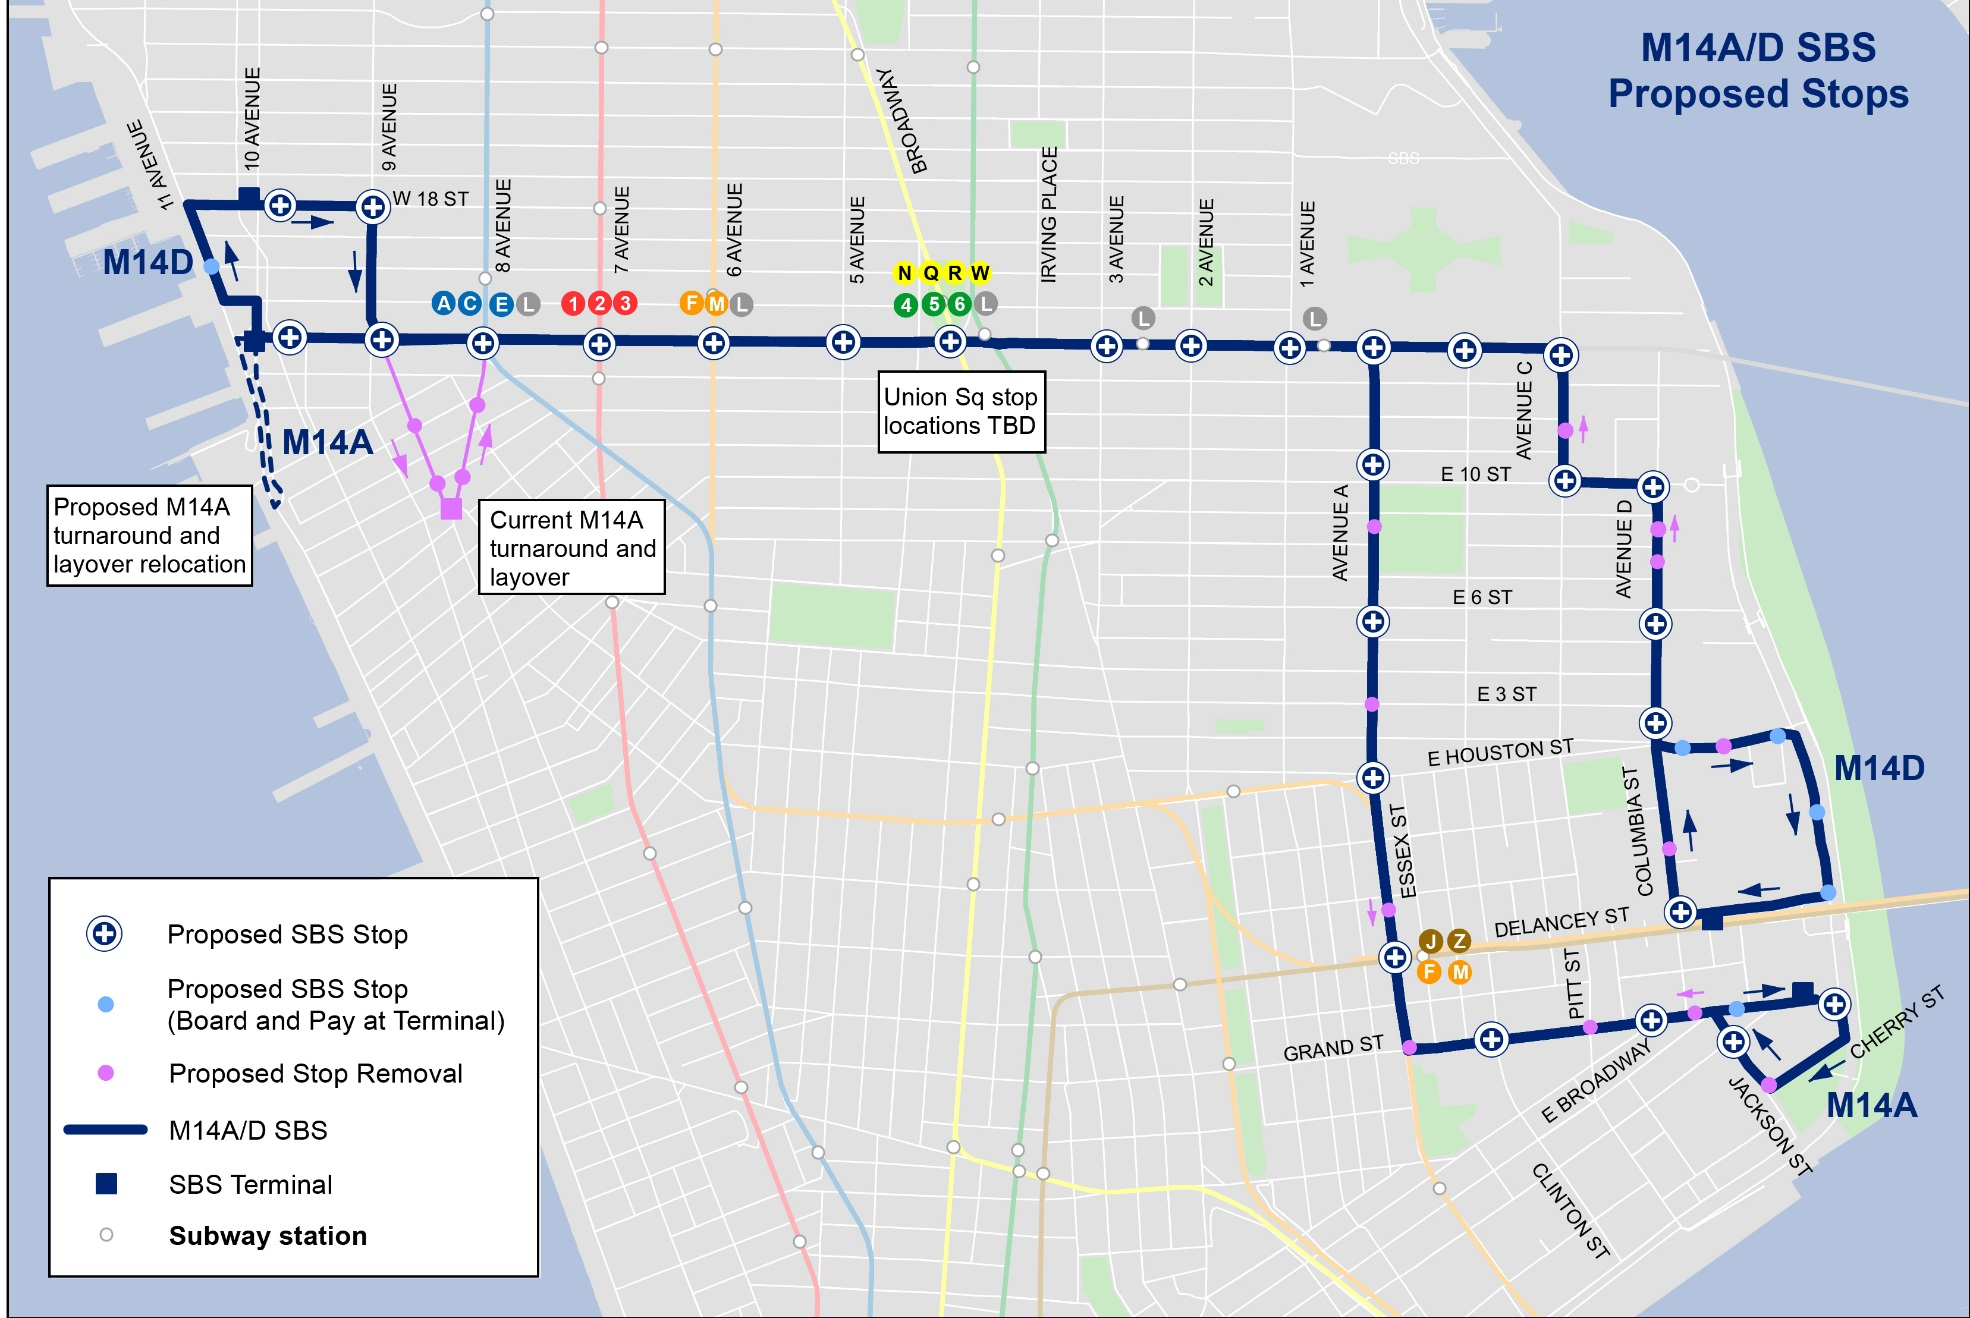 M14A/D SBS
Proposed Stops
SBS
BROADWAY
10 AVENUE
9 AVENUE
11 AVENUE
W 18 ST
8 AVENUE
7 AVENUE
6 AVENUE
5 AVENUE
IRVING PLACE
3 AVENUE
2 AVENUE
1 AVENUE
M14D
N Q R W
A C E L
1 2 3
F M L
4 5 6 L
L
L
Union Sq stop
locations TBD
AVENUE C
M14A
E 10 ST
AVENUE A
AVENUE D
Proposed M14A
turnaround and
layover relocation
Current M14A
turnaround and
layover
E 6 ST
E 3 ST
E HOUSTON ST
M14D
COLUMBIA ST
ESSEX ST
DELANCEY ST
J Z
F M
PITT ST
GRAND ST
E BROADWAY
CHERRY ST
JACKSON ST
M14A
CLINTON ST
Proposed SBS Stop
Proposed SBS Stop
(Board and Pay at Terminal)
Proposed Stop Removal
M14A/D SBS
SBS Terminal
Subway station